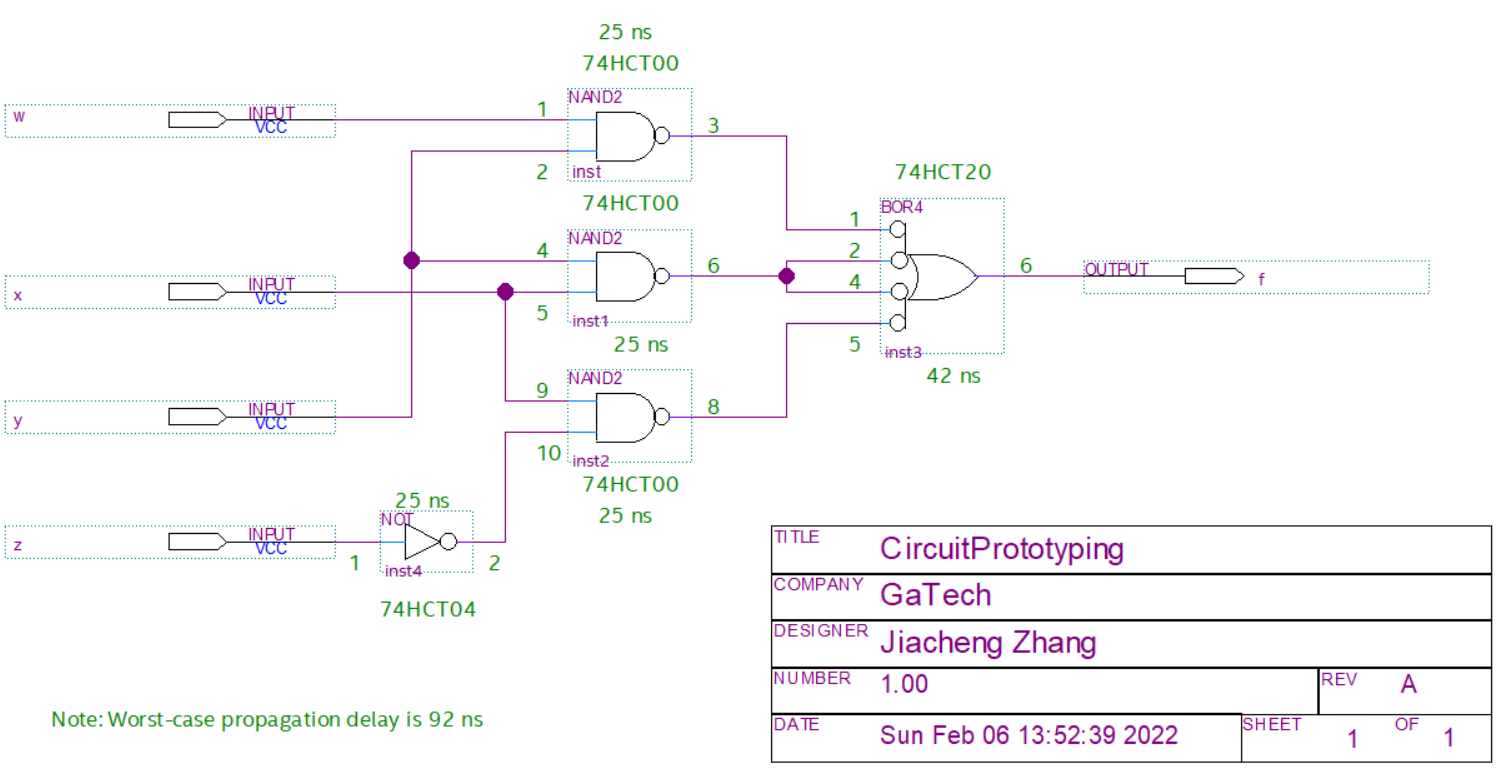 25 ns
74HCT00
NAND2
w
INPUT
VCC
1
3
2
inst
74HCT20
74HCT00
BOR4
NAND2
1
4
2
6
6
OUTPUT
f
x
INPUT
VCC
4
5
inst1
25 ns
5
inst3
42 ns
NAND2
9
8
y
INPUT
VCC
10
inst2
74HCT00
25 ns
25 ns
NOT
z
INPUT
VCC
1
2
inst4
74HCT04
TITLE CircuitPrototyping
COMPANY GaTech
DESIGNER Jiacheng Zhang
NUMBER 1.00 REV A
DATE Sun Feb 06 13:52:39 2022 SHEET 1 OF 1
Note: Worst-case propagation delay is 92 ns